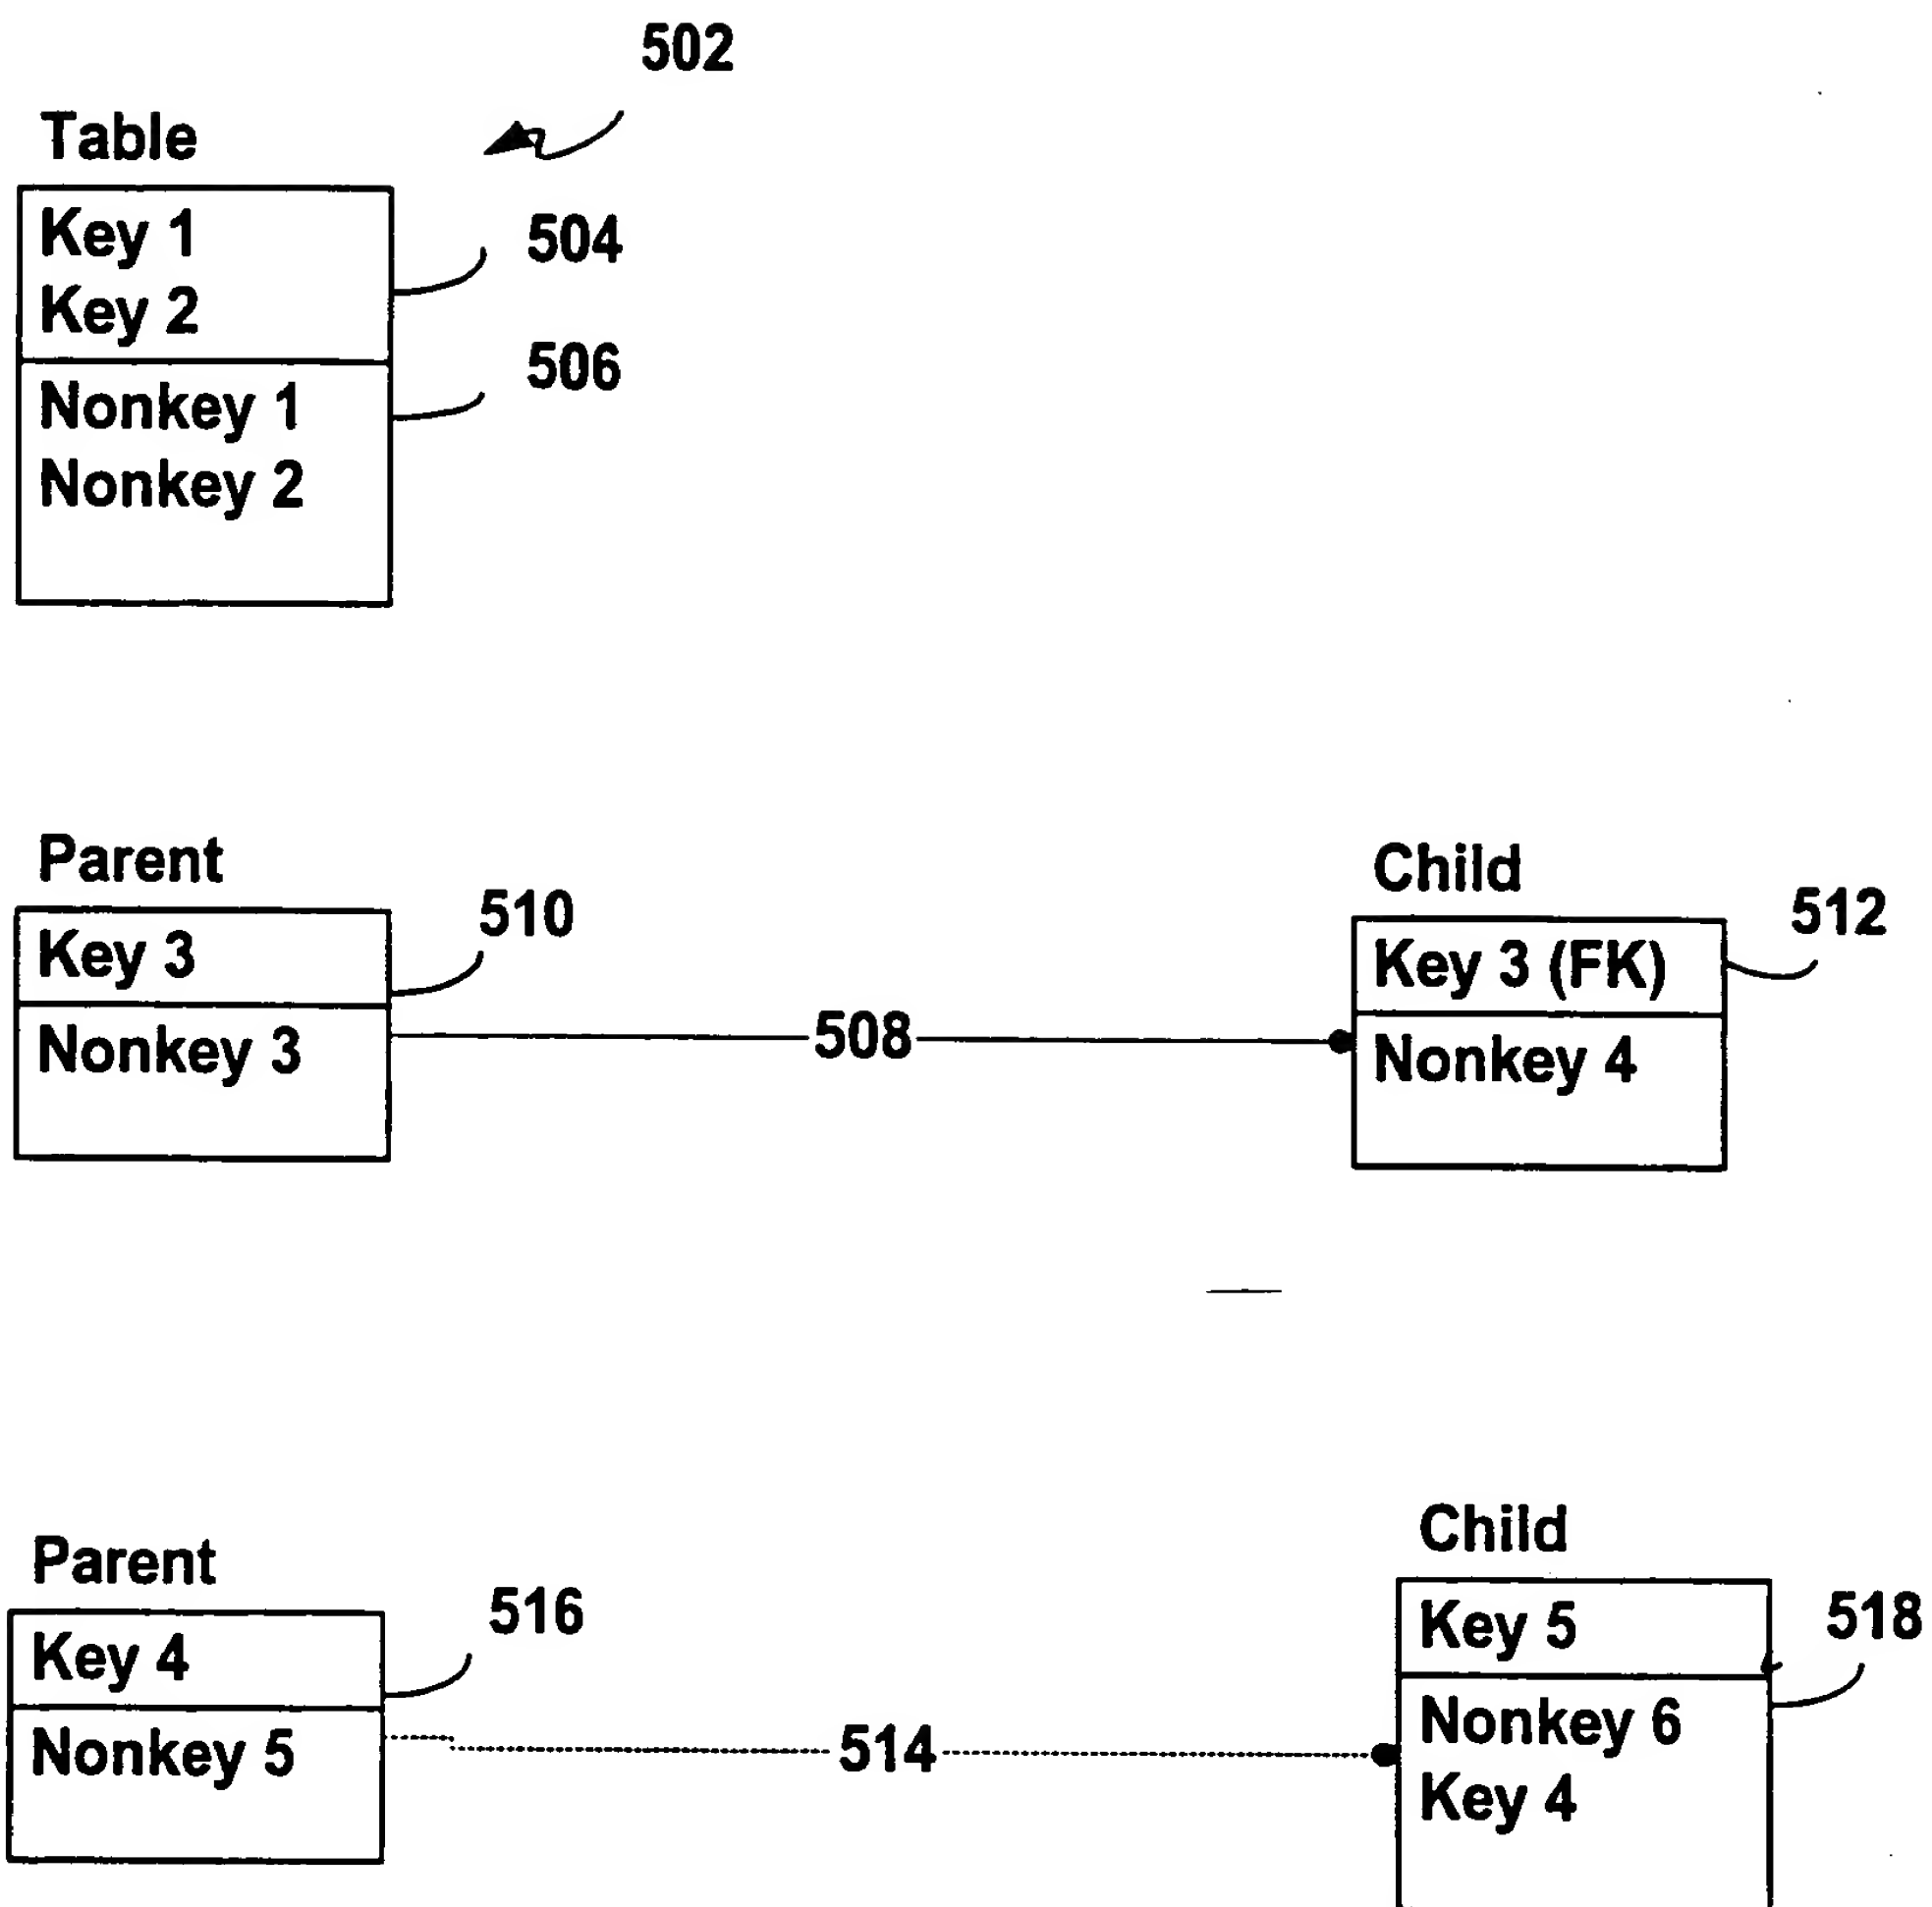 502
Table
Key 1
504
Key 2
506
Nonkey 1
Nonkey 2
Parent
Child
510
512
Key 3
Key 3 (FK)
508
Nonkey 3
Nonkey 4
Child
Parent
516
518
Key 4
Key 5
Nonkey 5
514
Nonkey 6
Key 4